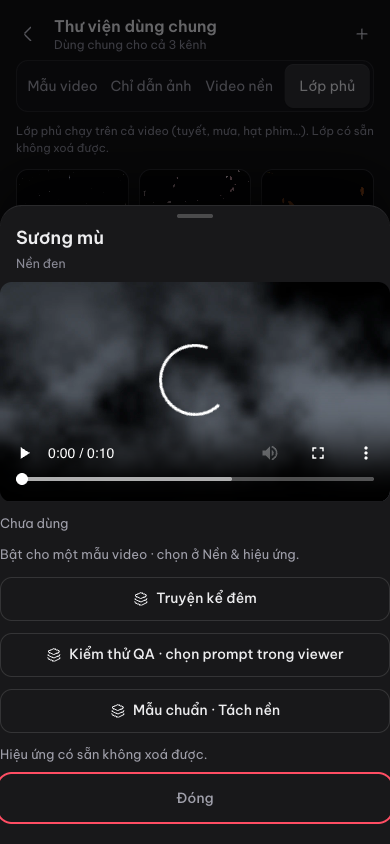 Thư viện dùng chung
Dùng chung cho cả 3 kênh
Mẫu video Chỉ dẫn ảnh Video nền Lớp phủ
Lớp phủ chạy trên cả video (tuyết, mưa, hạt phim…). Lớp có sẵn
không xoá được.
Sương mù
Nền đen
0:00 / 0:10
Chưa dùng
Bật cho một mẫu video · chọn ở Nền & hiệu ứng.
Truyện kể đêm
Kiểm thử QA · chọn prompt trong viewer
Mẫu chuẩn · Tách nền
Hiệu ứng có sẵn không xoá được.
Đóng